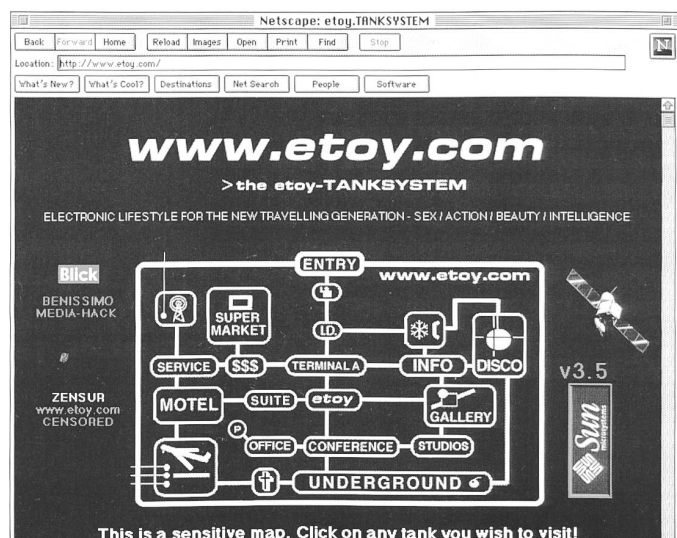 Netscape: etoy.TANKSYSTEM
Back Forward Home Reload Images Open Print Find Stop
N
Location: http://www.etoy.com/
What's New? What's Cool? Destinations Net Search People Software
www.etoy.com
>the etoy-TANKSYSTEM
ELECTRONIC LIFESTYLE FOR THE NEW TRAVELLING GENERATION - SEX / ACTION / BEAUTY / INTELLIGENCE
Blick
BENISSIMO
MEDIA-HACK
ZENSUR
www.etoy.com
CENSORED
ENTRY
www.etoy.com
SUPER
MARKET
I.D.
SERVICE $$$ TERMINAL A INFO DISCO
MOTEL SUITE etoy GALLERY
P
OFFICE CONFERENCE STUDIOS
UNDERGROUND
v3.5
Sun
microsystems
This is a sensitive map. Click on any tank you wish to visit!